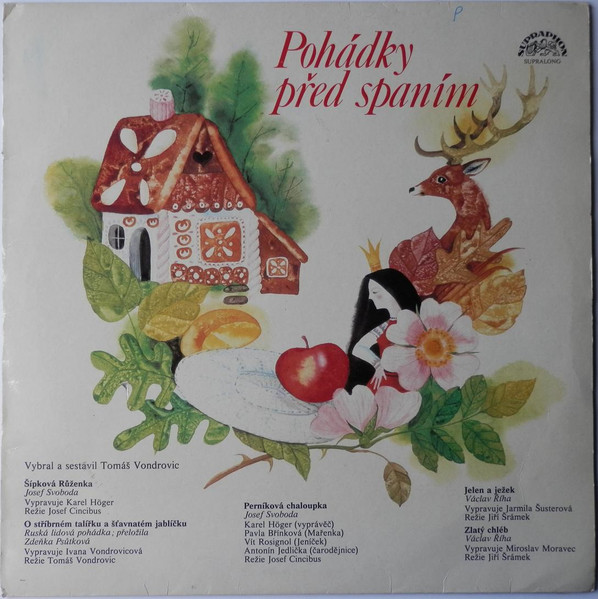 P
Pohádky
před spaním
SUPRAPHON
SUPRALONG
Vybral a sestávil Tomáš Vondrovic
Šípková Růženka
Josef Svoboda
Vypravuje Karel Höger
Režie Josef Cincibus
O stříbrném talířku a šťavnatém jablíčku
Ruská lidová pohádka; přeložila
Zdeňka Psůtková
Vypravuje Ivana Vondrovicová
Režie Tomáš Vondrovic
Perníková chaloupka
Josef Svoboda
Karel Höger (vyprávěč)
Pavla Břínková (Mařenka)
Vít Rosignol (Jeníček)
Antonín Jedlička (čarodějnice)
Režie Josef Cincibus
Jelen a ježek
Václav Říha
Vypravuje Jarmila Šusterová
Režie Jiří Šrámek
Zlatý chléb
Václav Říha
Vypravuje Miroslav Moravec
Režie Jiří Šrámek